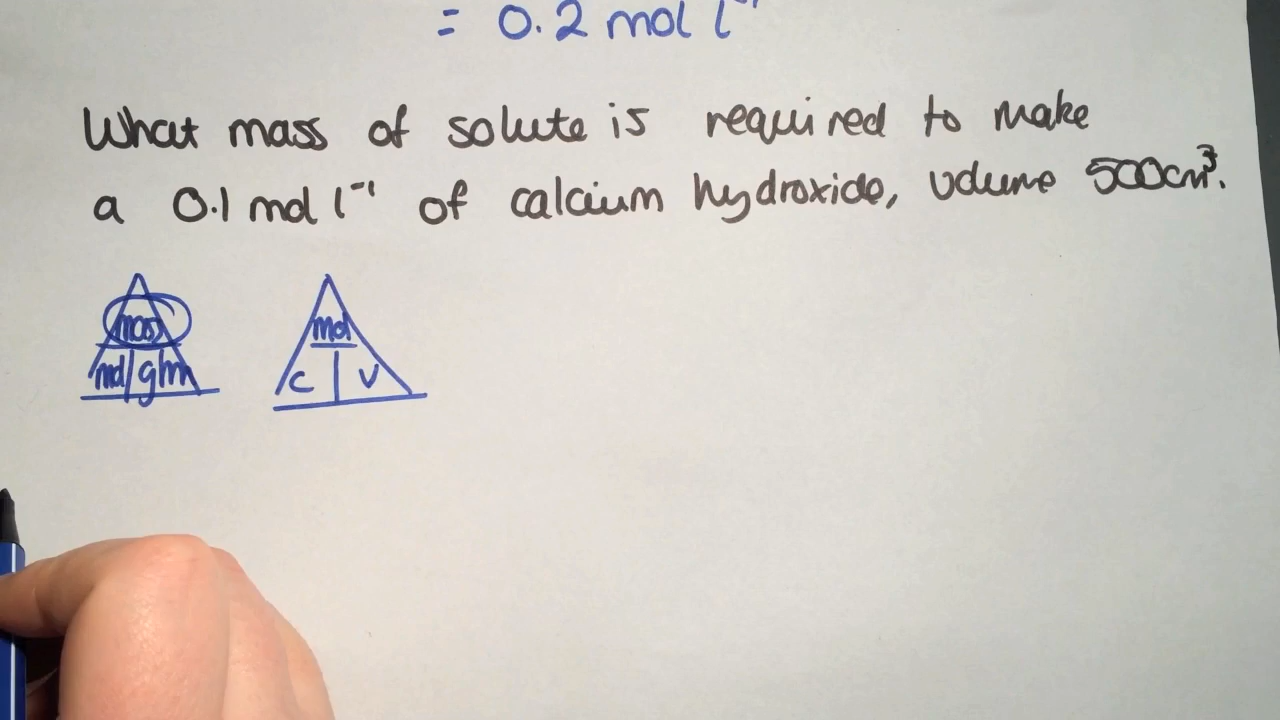 = 0.2 mol l⁻¹
What mass of solute is required to make
a 0.1 mol l⁻¹ of calcium hydroxide, volume 500cm³.
mass
mol gfm
mol
C V